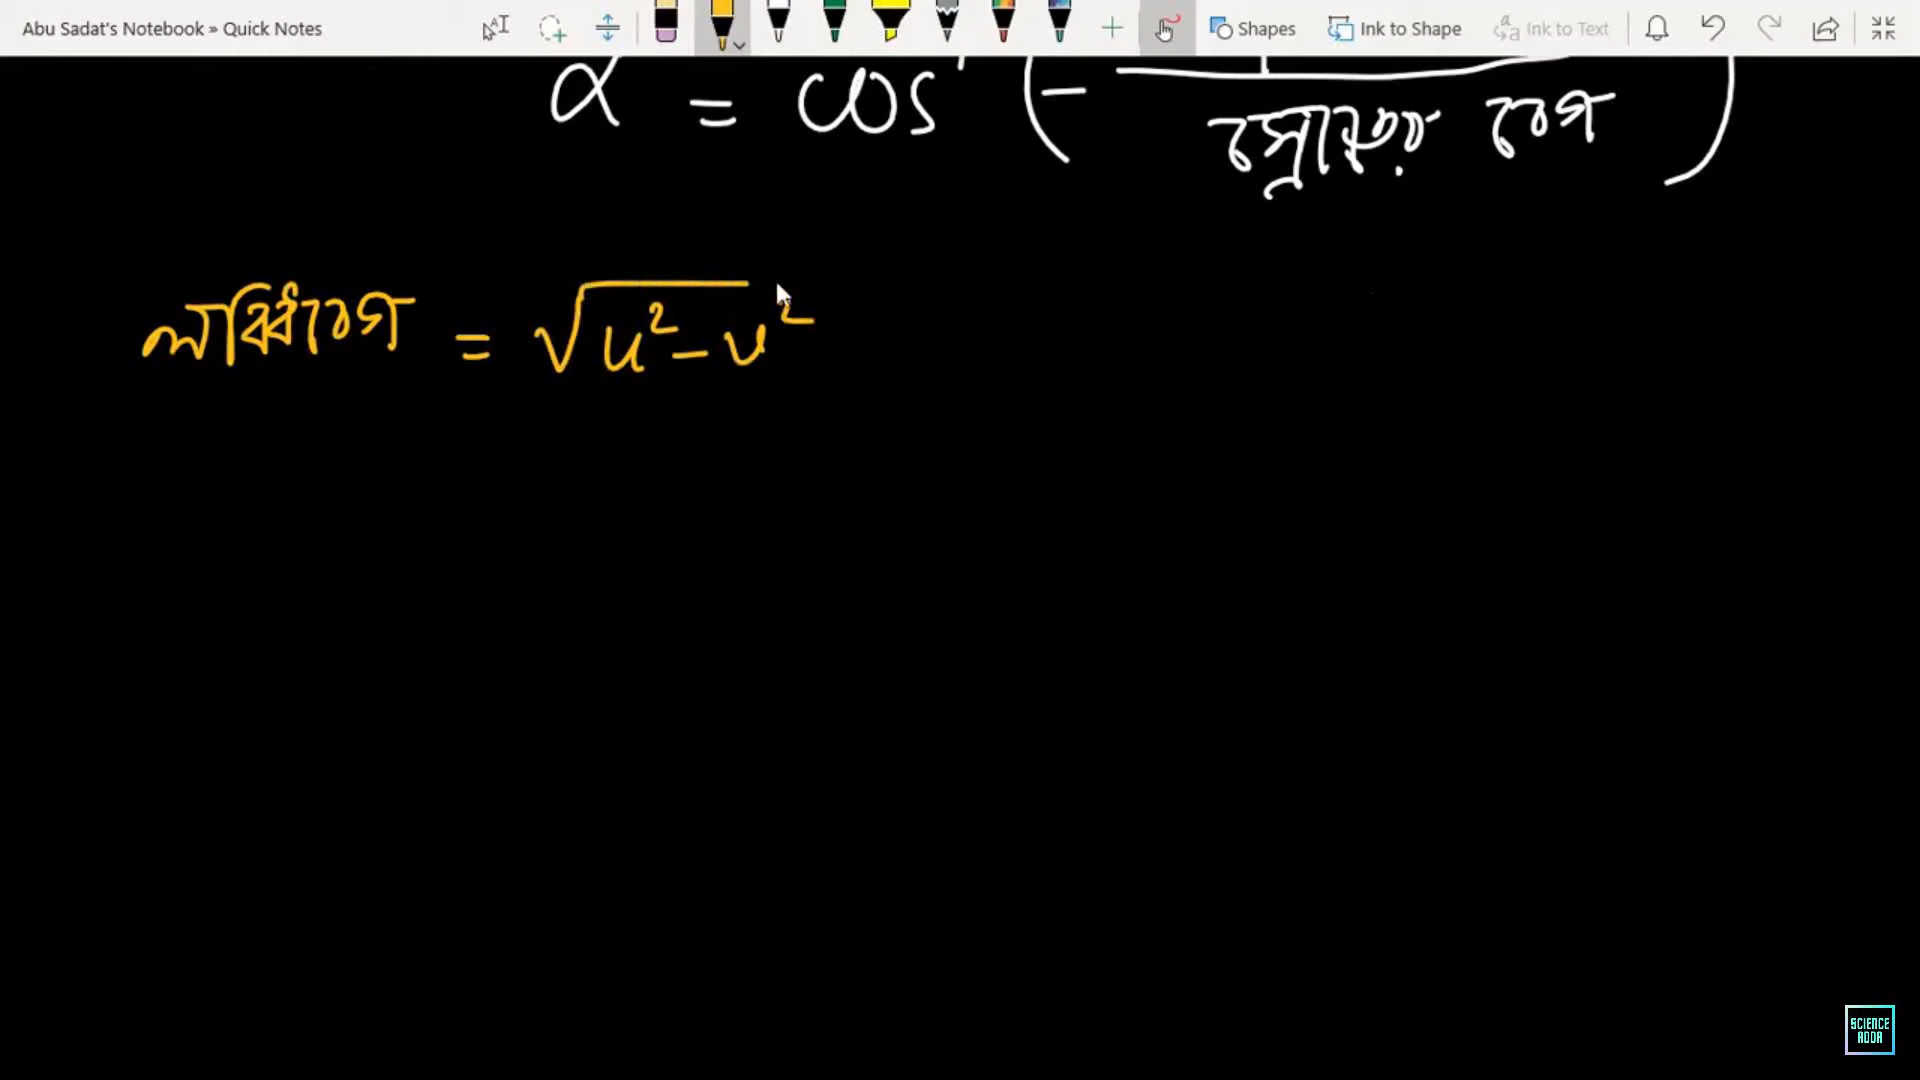 Abu Sadat's Notebook » Quick Notes
Shapes
Ink to Shape
Ink to Text
α = cos⁻¹ (-
স্রোতের বেগ )
লব্ধিবেগ = √u² - v²
SCIENCE
ADDA